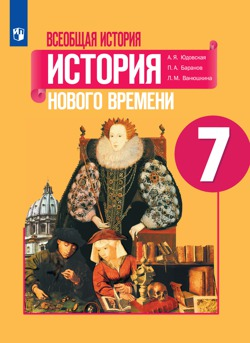 ВСЕОБЩАЯ ИСТОРИЯ
ИСТОРИЯ
НОВОГО ВРЕМЕНИ
А. Я. Юдовская
П. А. Баранов
Л. М. Ванюшкина
7